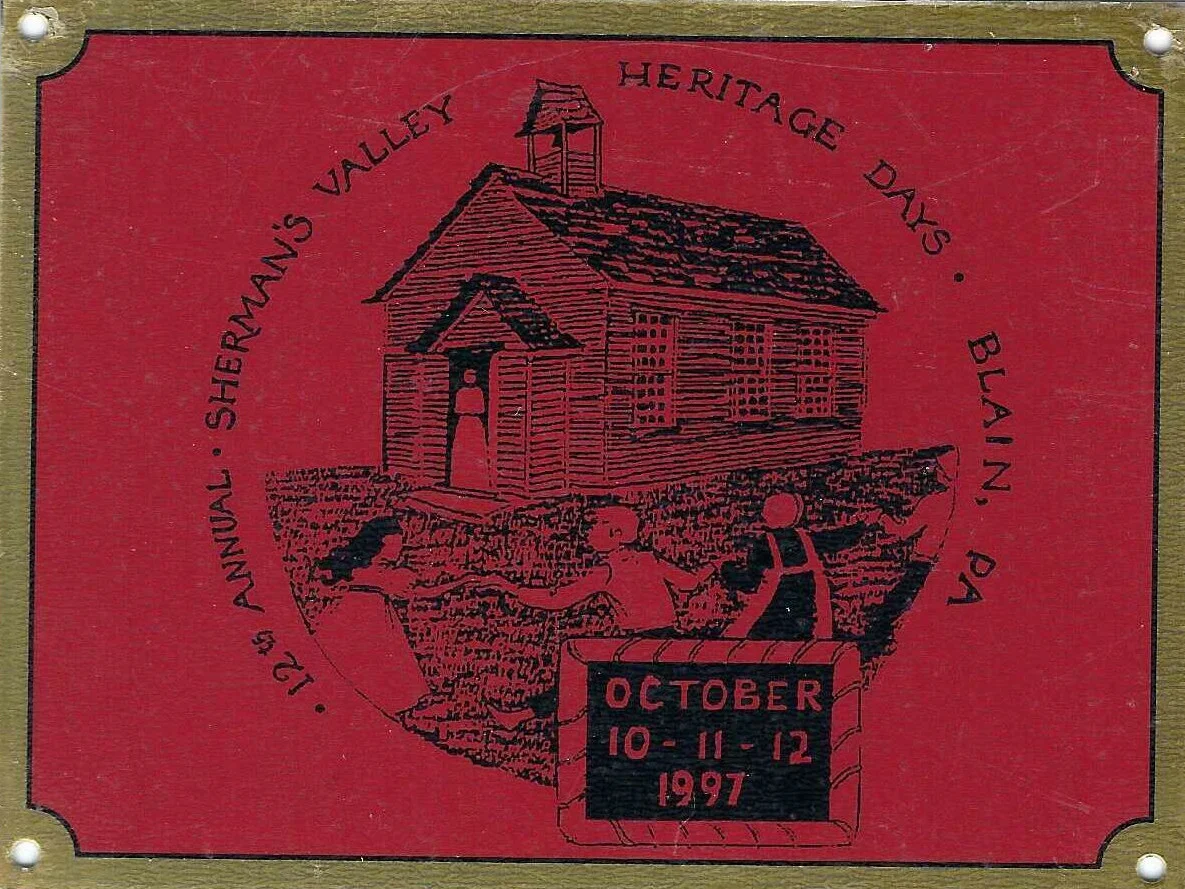 • 12th ANNUAL • SHERMAN'S VALLEY HERITAGE DAYS • BLAIN, PA
OCTOBER
10 - 11 - 12
1997